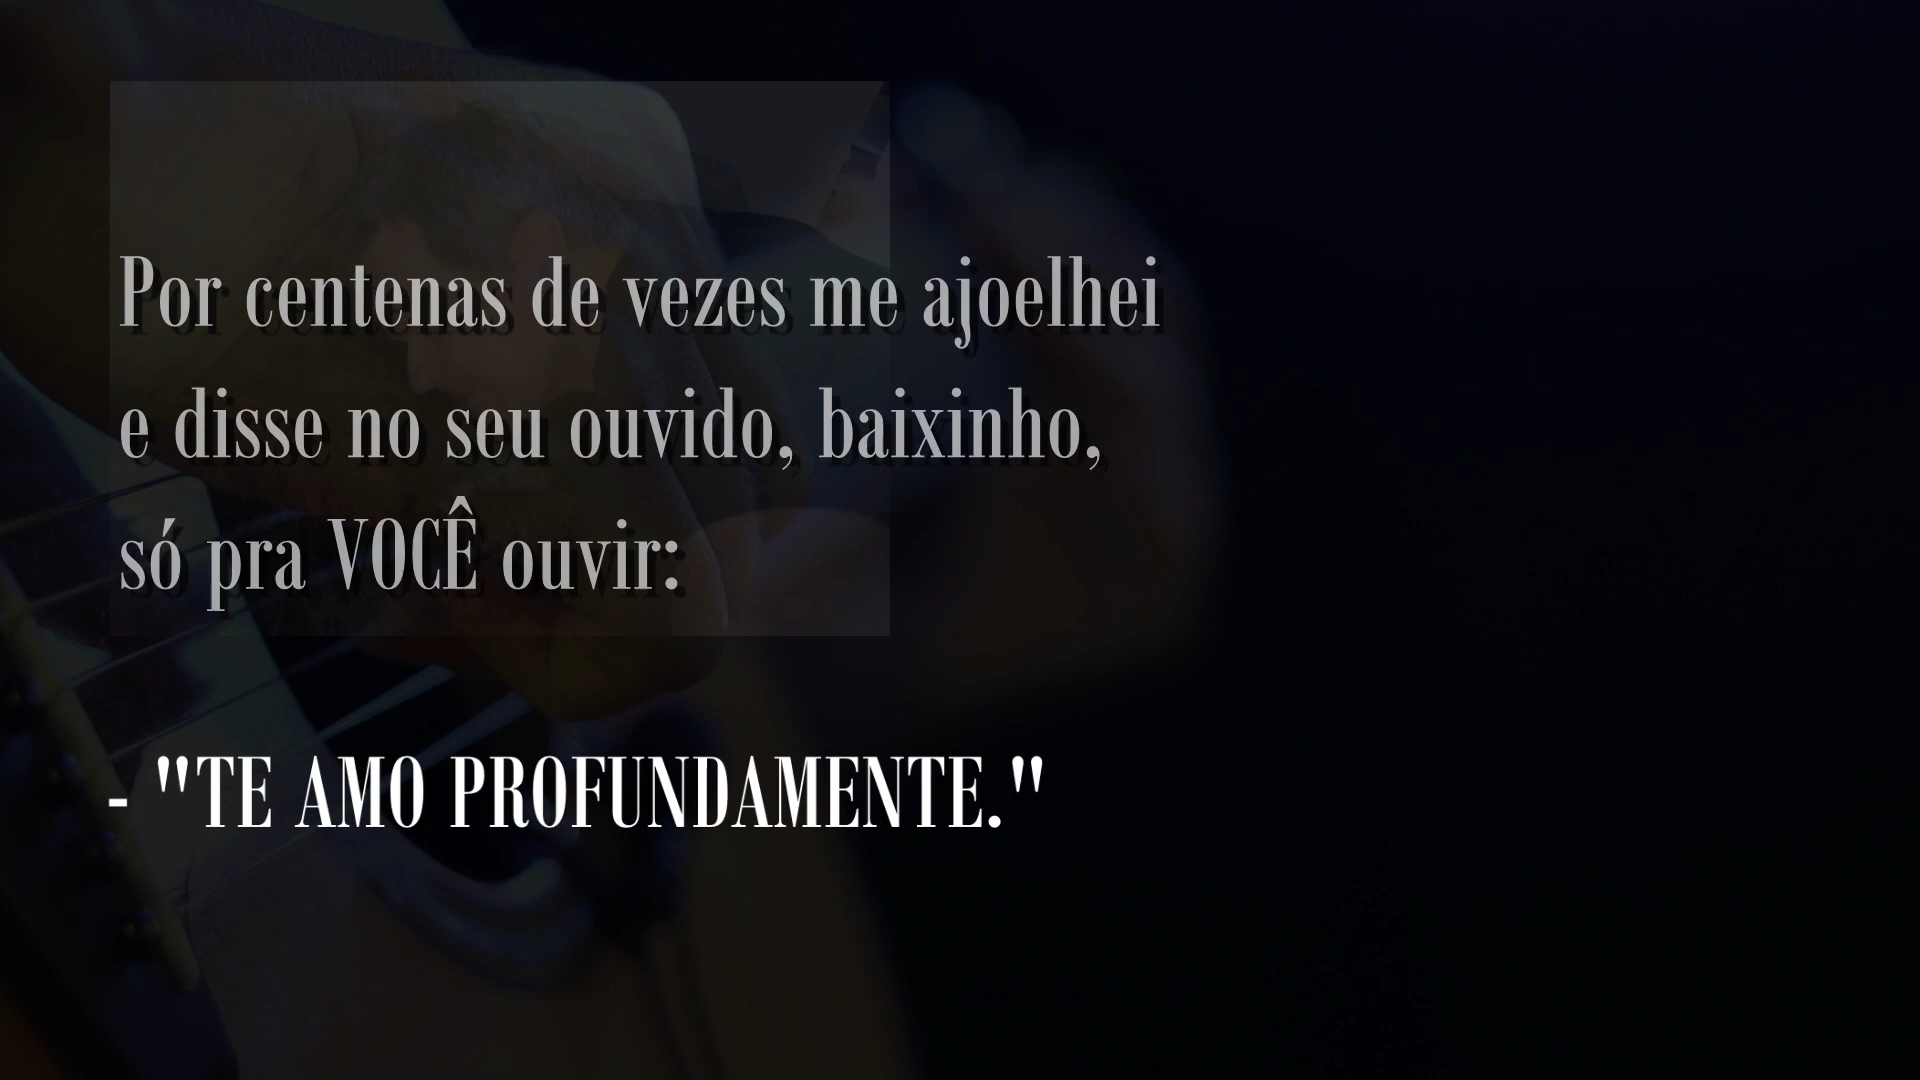 Por centenas de vezes me ajoelhei
e disse no seu ouvido, baixinho,
só pra VOCÊ ouvir:
- "TE AMO PROFUNDAMENTE."